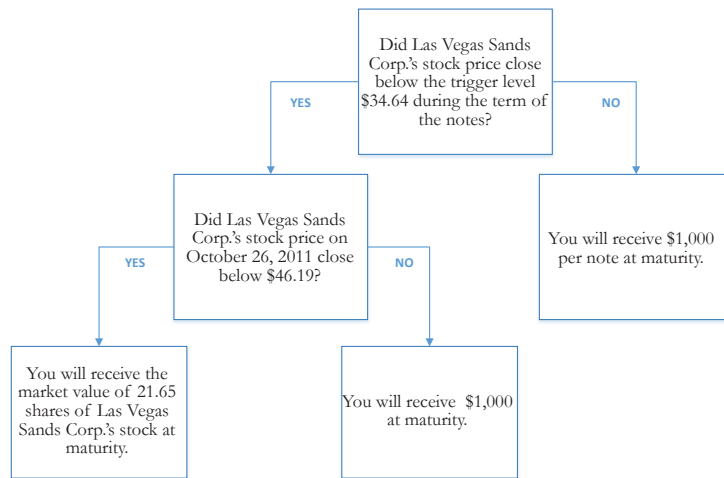 Did Las Vegas Sands
Corp.'s stock price close
below the trigger level
$34.64 during the term of
the notes?
YES
NO
Did Las Vegas Sands
Corp.'s stock price on
October 26, 2011 close
below $46.19?
You will receive $1,000
per note at maturity.
YES
NO
You will receive the
market value of 21.65
shares of Las Vegas
Sands Corp.'s stock at
maturity.
You will receive $1,000
at maturity.